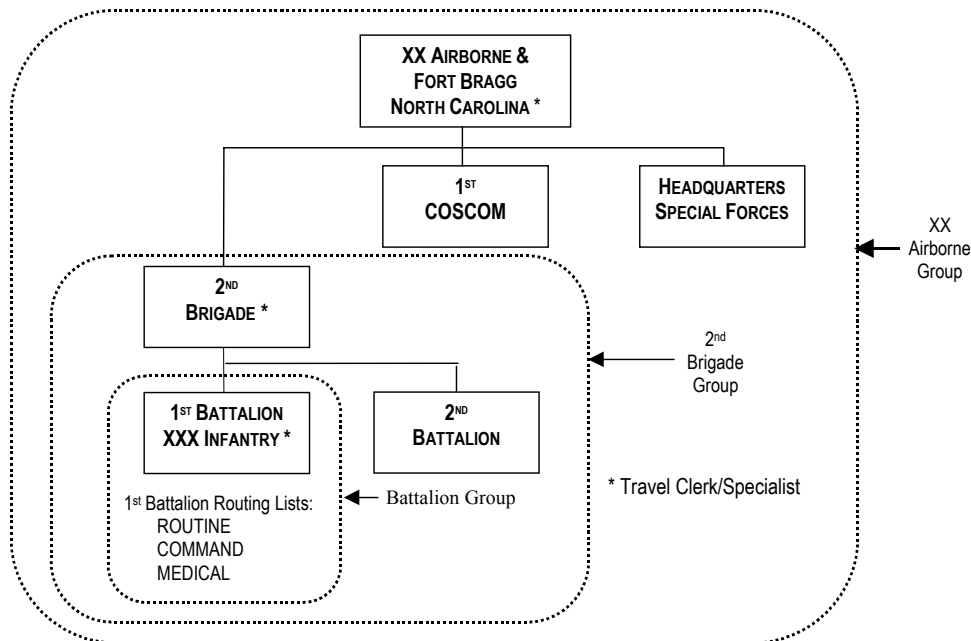 XX AIRBORNE &
FORT BRAGG
NORTH CAROLINA *
1ST
COSCOM
HEADQUARTERS
SPECIAL FORCES
XX
Airborne
Group
2ND
BRIGADE *
2nd
Brigade
Group
1ST BATTALION
XXX INFANTRY *
2ND
BATTALION
* Travel Clerk/Specialist
Battalion Group
1st Battalion Routing Lists:
ROUTINE
COMMAND
MEDICAL